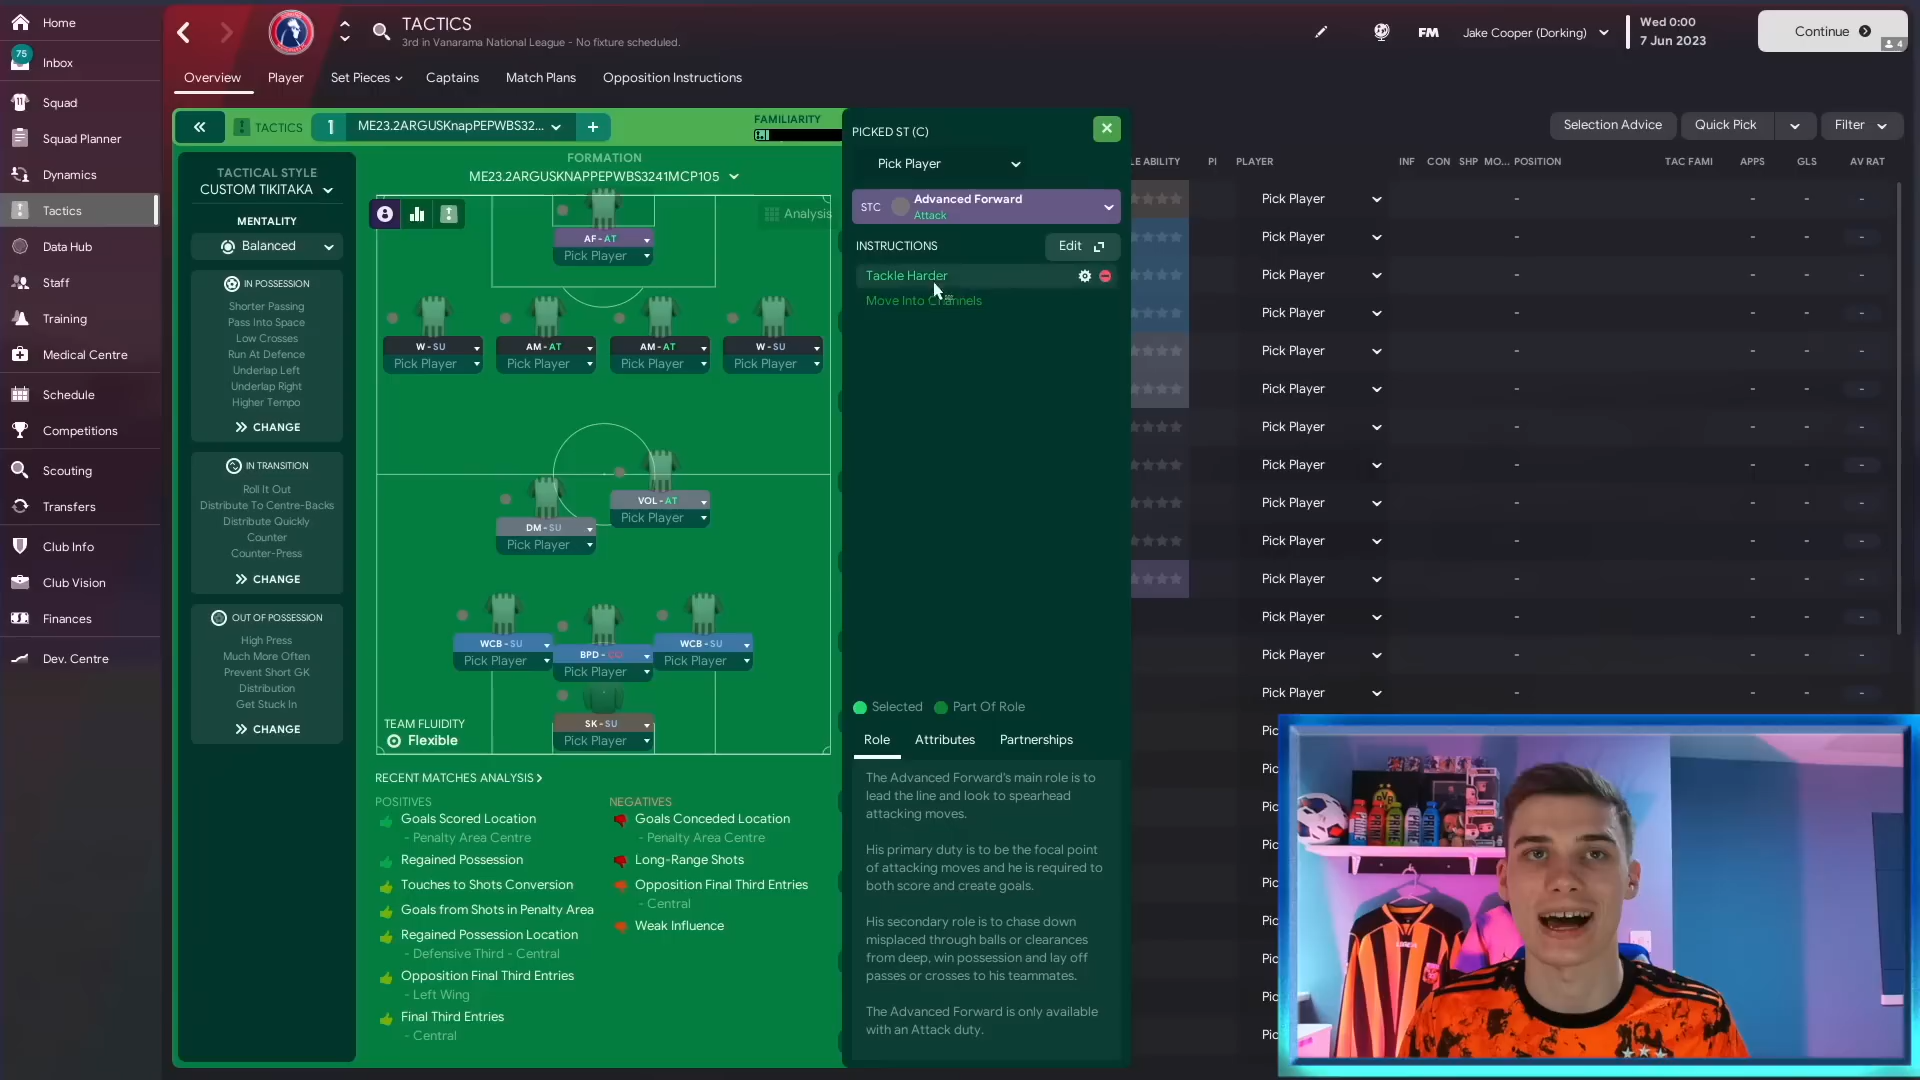 Home
75
Inbox
Squad
Squad Planner
Dynamics
Tactics
Data Hub
Staff
Training
Medical Centre
Schedule
Competitions
Scouting
Transfers
Club Info
Club Vision
Finances
Dev. Centre
TACTICS
3rd in Vanarama National League - No fixture scheduled.
FM
Jake Cooper (Dorking)
Wed 0:00
7 Jun 2023
Continue
4
Overview
Player
Set Pieces
Captains
Match Plans
Opposition Instructions
TACTICS
1
ME23.2ARGUSKnapPEPWBS32...
+
FAMILIARITY
TACTICAL STYLE
CUSTOM TIKITAKA
MENTALITY
Balanced
IN POSSESSION
Shorter Passing
Pass Into Space
Low Crosses
Run At Defence
Underlap Left
Underlap Right
Higher Tempo
CHANGE
IN TRANSITION
Roll It Out
Distribute To Centre-Backs
Distribute Quickly
Counter
Counter-Press
CHANGE
OUT OF POSSESSION
High Press
Much More Often
Prevent Short GK
Distribution
Get Stuck In
CHANGE
FORMATION
ME23.2ARGUSKNAPPEPWBS3241MCP105
Analysis
AF - AT
Pick Player
W - SU
Pick Player
AM - AT
Pick Player
AM - AT
Pick Player
W - SU
Pick Player
VOL - AT
Pick Player
DM - SU
Pick Player
WCB - SU
Pick Player
BPD - CO
Pick Player
WCB - SU
Pick Player
SK - SU
Pick Player
TEAM FLUIDITY
Flexible
RECENT MATCHES ANALYSIS
POSITIVES
Goals Scored Location
- Penalty Area Centre
Regained Possession
Touches to Shots Conversion
Goals from Shots in Penalty Area
Regained Possession Location
- Defensive Third - Central
Opposition Final Third Entries
- Left Wing
Final Third Entries
- Central
NEGATIVES
Goals Conceded Location
- Penalty Area Centre
Long-Range Shots
Opposition Final Third Entries
- Central
Weak Influence
PICKED ST (C)
Pick Player
STC
Advanced Forward
Attack
INSTRUCTIONS
Edit
Tackle Harder
Move Into Channels
Selected
Part Of Role
Role
Attributes
Partnerships
The Advanced Forward's main role is to
lead the line and look to spearhead
attacking moves.
His primary duty is to be the focal point
of attacking moves and he is required to
both score and create goals.
His secondary role is to chase down
misplaced through balls or clearances
from deep, win possession and lay off
passes or crosses to his teammates.
The Advanced Forward is only available
with an Attack duty.
Selection Advice
Quick Pick
Filter
LE ABILITY
PI
PLAYER
INF
CON
SHP
MO...
POSITION
TAC FAMI
APPS
GLS
AV RAT
Pick Player - - - -
Pick Player - - - -
Pick Player - - - -
Pick Player - - - -
Pick Player - - - -
Pick Player - - - -
Pick Player - - - -
Pick Player - - - -
Pick Player - - - -
Pick Player - - - -
Pick Player - - - -
Pick Player - - - -
Pick Player - - - -
Pick Player - - - -
Pic
Pic
Pic
Pic
Pic
Pic
Pic
Pic
Pic
PRIME
PRIME